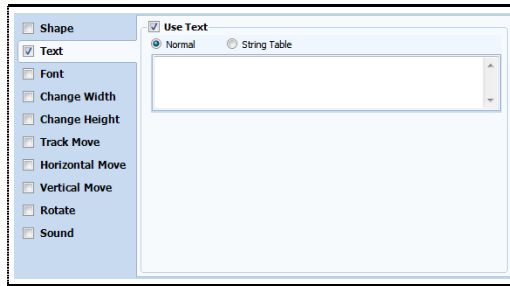 Shape
Text
Font
Change Width
Change Height
Track Move
Horizontal Move
Vertical Move
Rotate
Sound
Use Text
Normal String Table